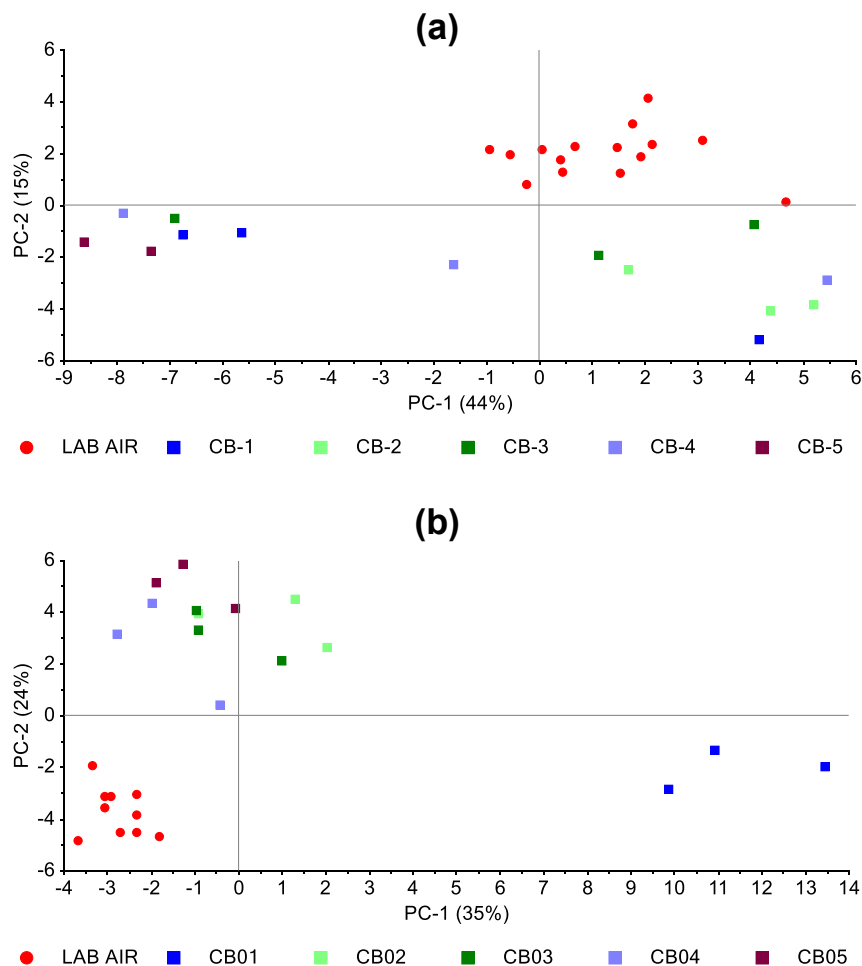 (a)
6
4
2
0
-2
-4
-6
PC-2 (15%)
-9 -8 -7 -6 -5 -4 -3 -2 -1 0 1 2 3 4 5 6
PC-1 (44%)
LAB AIR CB-1 CB-2 CB-3 CB-4 CB-5
(b)
6
4
2
0
-2
-4
-6
PC-2 (24%)
-4 -3 -2 -1 0 1 2 3 4 5 6 7 8 9 10 11 12 13 14
PC-1 (35%)
LAB AIR CB01 CB02 CB03 CB04 CB05